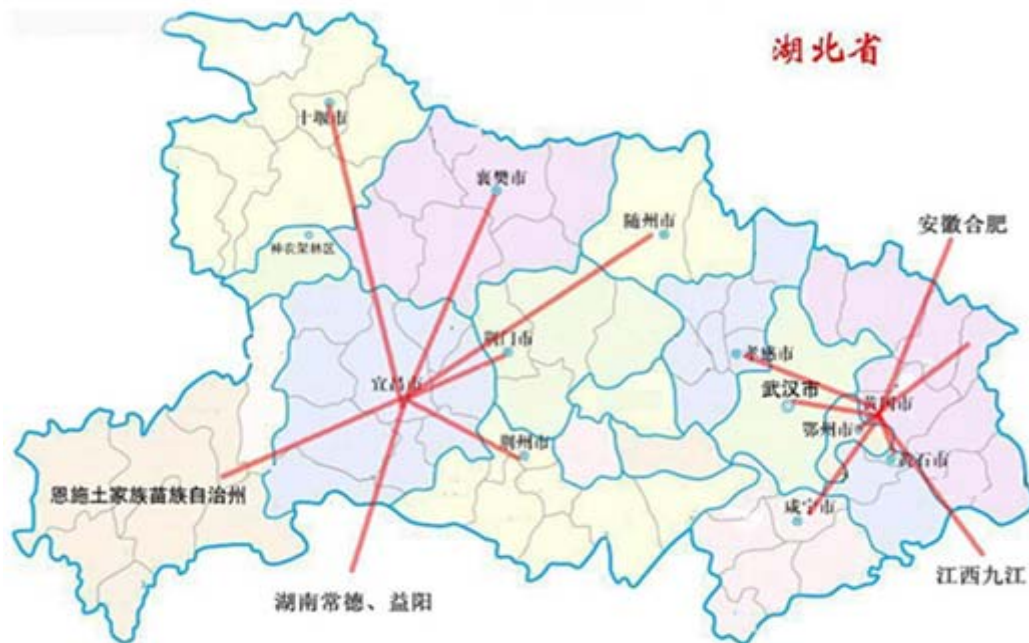 湖北省
十堰市
襄樊市
随州市
安徽合肥
神农架林区
荆门市
孝感市
宜昌市
武汉市
黄冈市
鄂州市
荆州市
黄石市
恩施土家族苗族自治州
咸宁市
江西九江
湖南常德、益阳